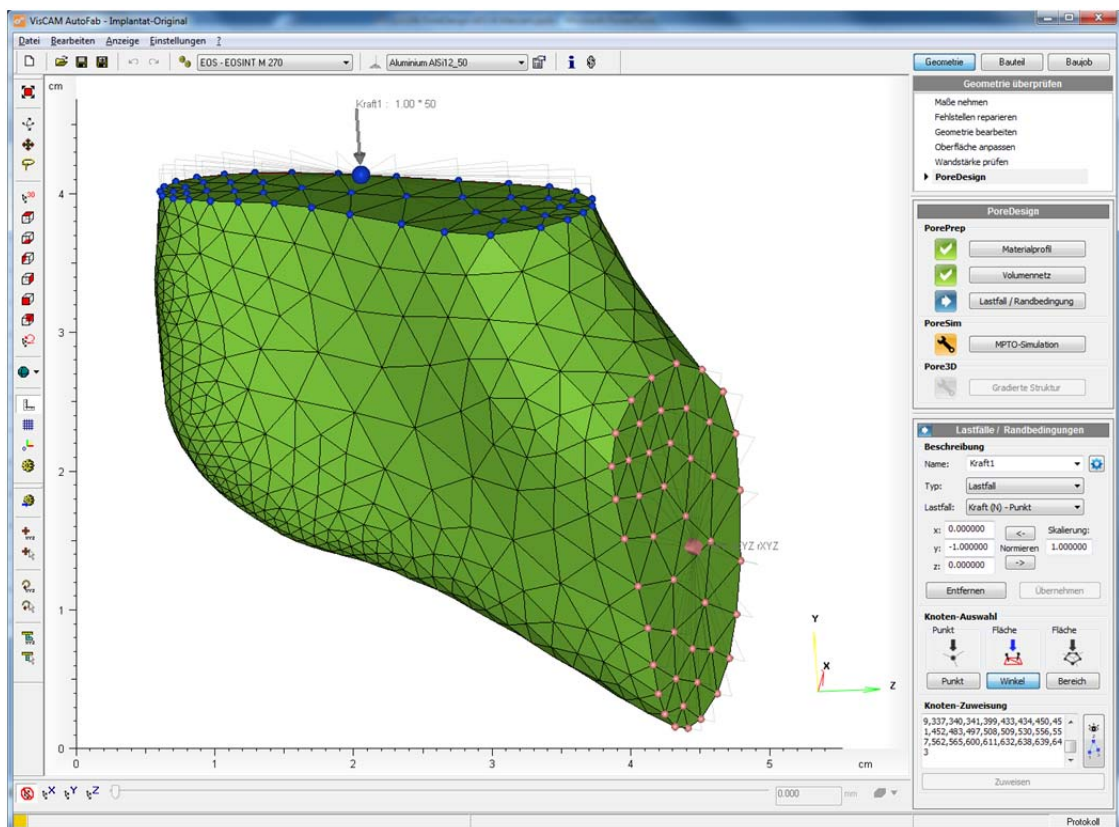 VisCAM AutoFab - Implantat-Original
Datei Bearbeiten Anzeige Einstellungen ?
EOS - EOSINT M 270
Aluminium AlSi12_50
Geometrie Bauteil Baujob
Geometrie überprüfen
Maße nehmen
Fehlstellen reparieren
Geometrie bearbeiten
Oberfläche anpassen
Wandstärke prüfen
PoreDesign
PoreDesign
PorePrep
Materialprofil
Volumennetz
Lastfall / Randbedingung
PoreSim
MPTO-Simulation
Pore3D
Gradierte Struktur
Lastfälle / Randbedingungen
Beschreibung
Name: Kraft1
Typ: Lastfall
Lastfall: Kraft (N) - Punkt
x: 0.000000 <- Skalierung:
y: -1.000000 Normieren 1.000000
z: 0.000000 ->
Entfernen Übernehmen
Knoten-Auswahl
Punkt Fläche Fläche
Punkt Winkel Bereich
Knoten-Zuweisung
9,337,340,341,399,433,434,450,45
1,452,483,497,508,509,530,556,55
7,562,565,600,611,632,638,639,64
3
Zuweisen
cm
Kraft1 : 1.00 * 50
4
3
2
YZ rXYZ
1
Y
X
Z
0
0 1 2 3 4 5 cm
X Y Z
0.000 mm
Protokoll